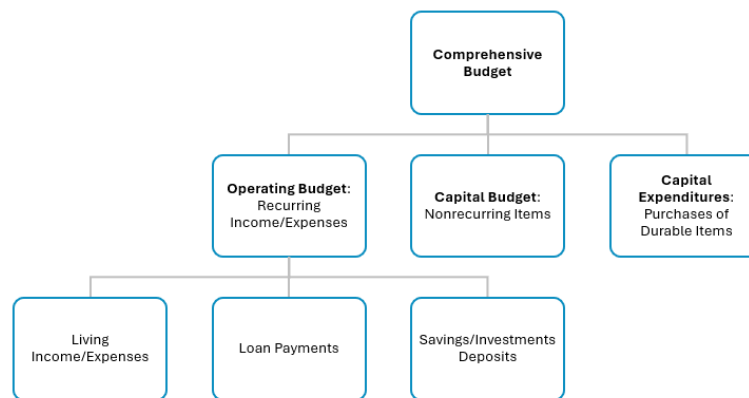 Comprehensive
Budget
Operating Budget:
Recurring
Income/Expenses
Capital Budget:
Nonrecurring Items
Capital
Expenditures:
Purchases of
Durable Items
Living
Income/Expenses
Loan Payments
Savings/Investments
Deposits